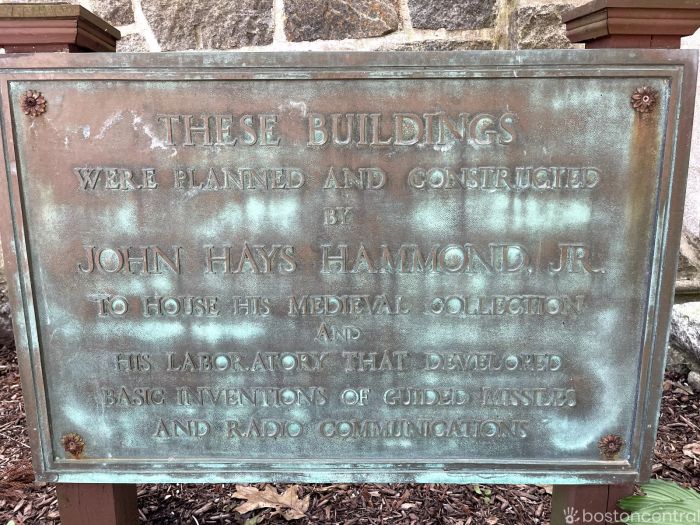 THESE BUILDINGS
WERE PLANNED AND CONSTRUCTED
BY
JOHN HAYS HAMMOND, JR.
TO HOUSE HIS MEDIEVAL COLLECTION
AND
HIS LABORATORY THAT DEVELOPED
BASIC INVENTIONS OF GUIDED MISSILES
AND RADIO COMMUNICATIONS
bostoncentral